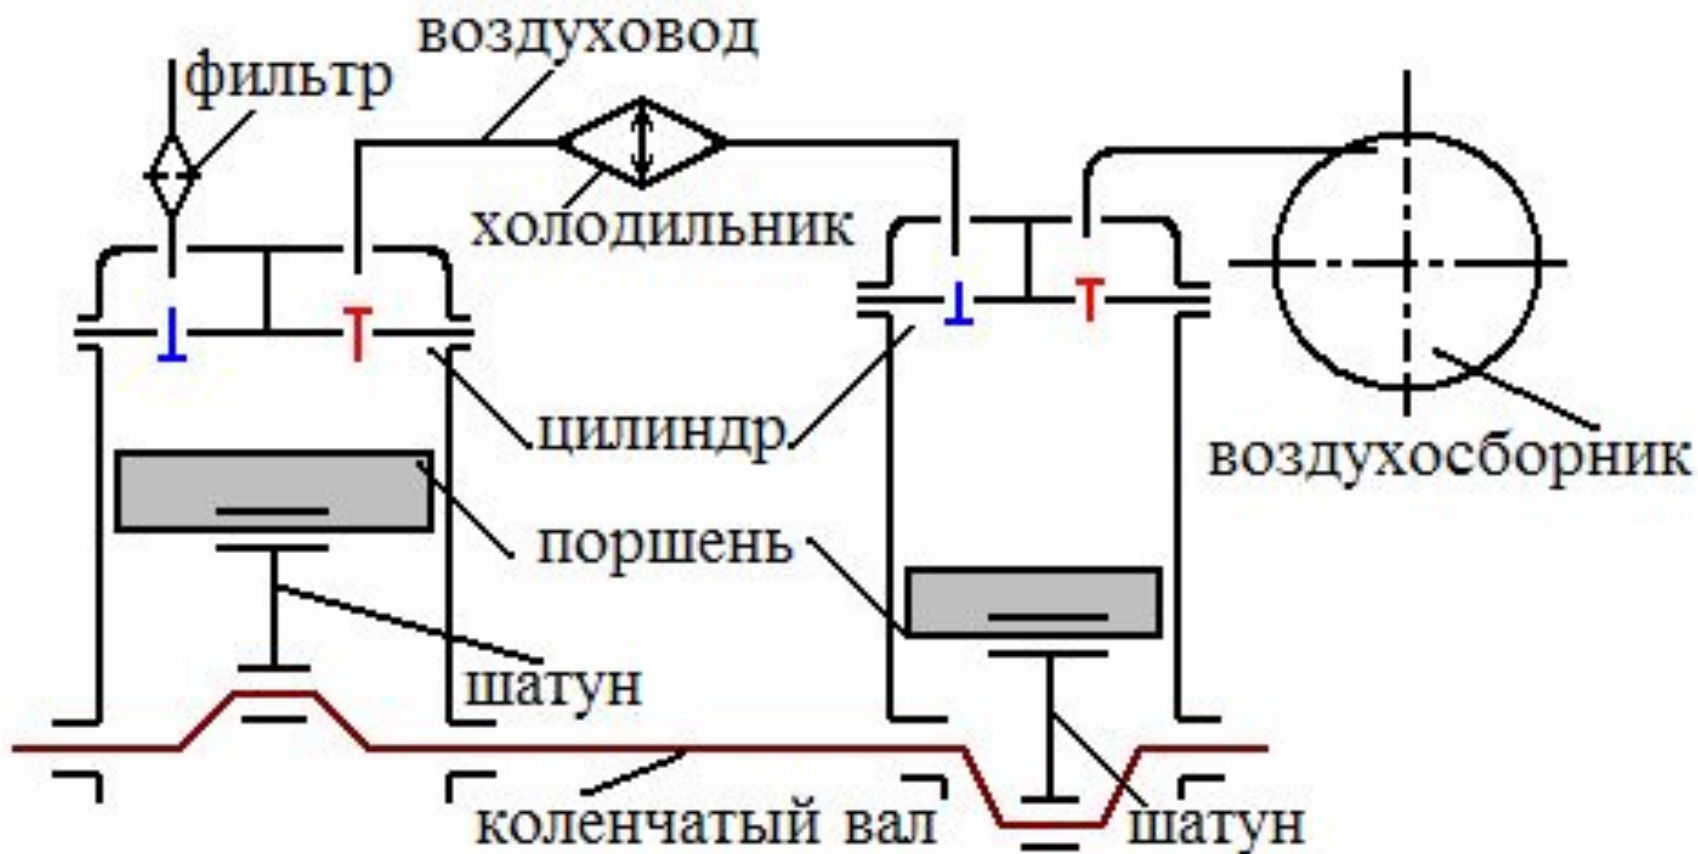 воздуховод
фильтр
холодильник
цилиндр
воздухосборник
поршень
шатун
коленчатый вал
шатун